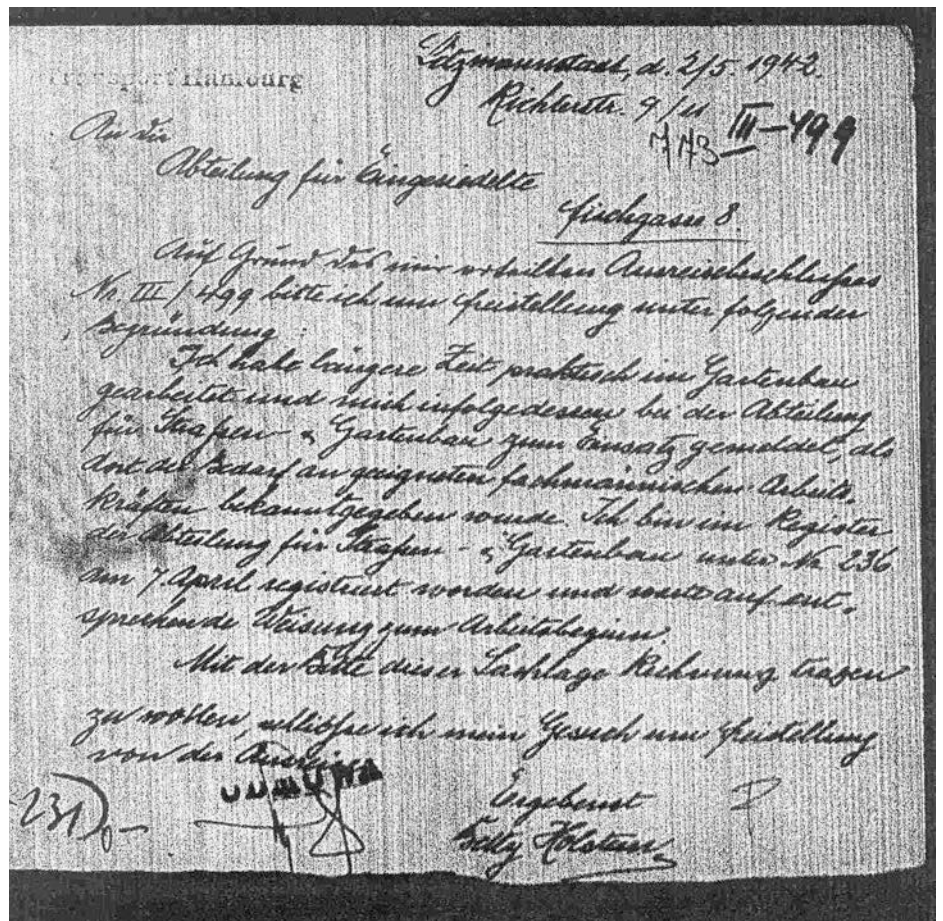 Transport Hamburg
Litzmannstadt, d. 2/5. 1942.
Richterstr. 9/11
773 III-499
An die
Abteilung für Eingesiedelte
Fischgasse 8.
Auf Grund des mir erteilten Ausreisebeschlusses
Nr. III/499 bitte ich um Freistellung unter folgender
Begründung:
Ich habe längere Zeit praktisch im Gartenbau
gearbeitet und mich infolgedessen bei der Abteilung
für Straßen- & Gartenbau zum Einsatz gemeldet, als
dort der Bedarf an geeigneten fachmännischen Arbeits-
kräften bekanntgegeben wurde. Ich bin im Register
der Abteilung für Straßen- & Gartenbau unter Nr. 236
am 7. April registriert worden und warte auf ent-
sprechende Weisung zum Arbeitsbeginn.
Mit der Bitte dieser Sachlage Rechnung tragen
zu wollen, schließe ich mein Gesuch um Freistellung
von der Ausreise.
231
Ergebenst